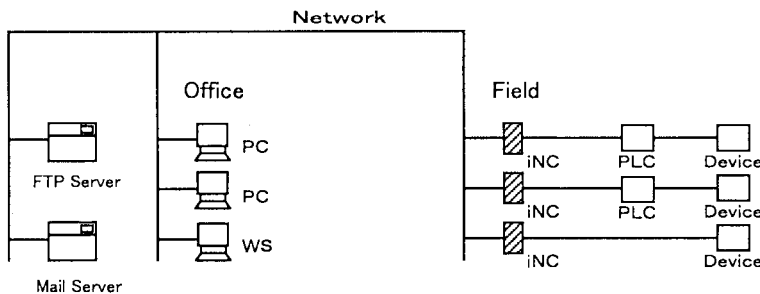 Network
Office
Field
PC
iNC PLC Device
FTP Server
PC
iNC PLC Device
WS
iNC Device
Mail Server